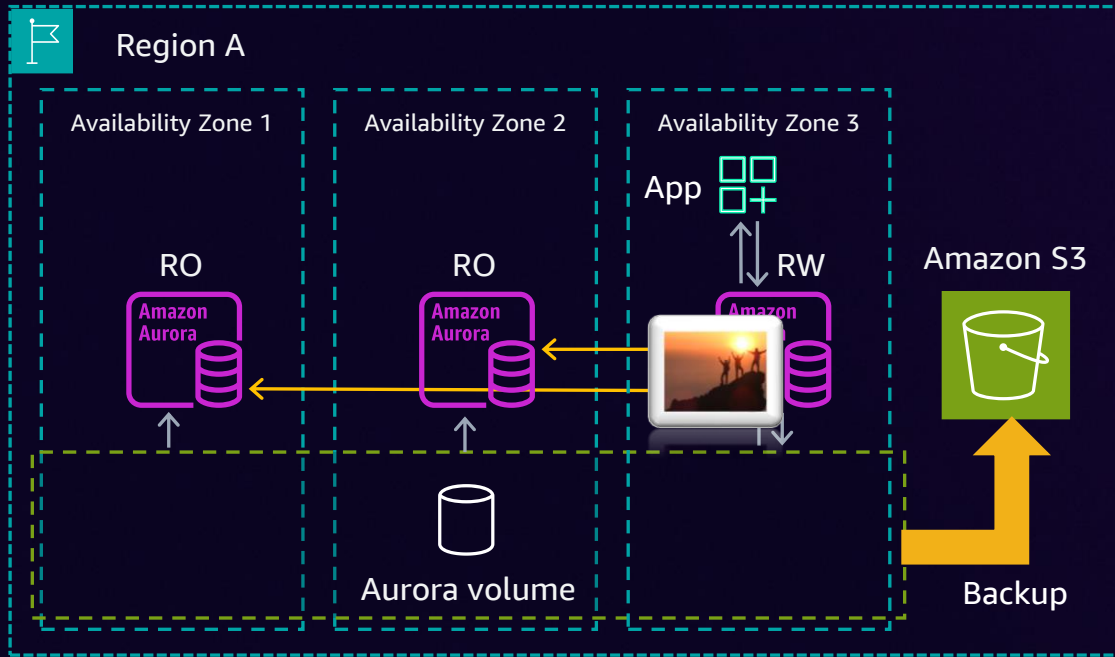 Region A
Availability Zone 1
Availability Zone 2
Availability Zone 3
App
RO
RO
RW
Amazon S3
Amazon
Aurora
Amazon
Aurora
Amazon
Aurora volume
Backup